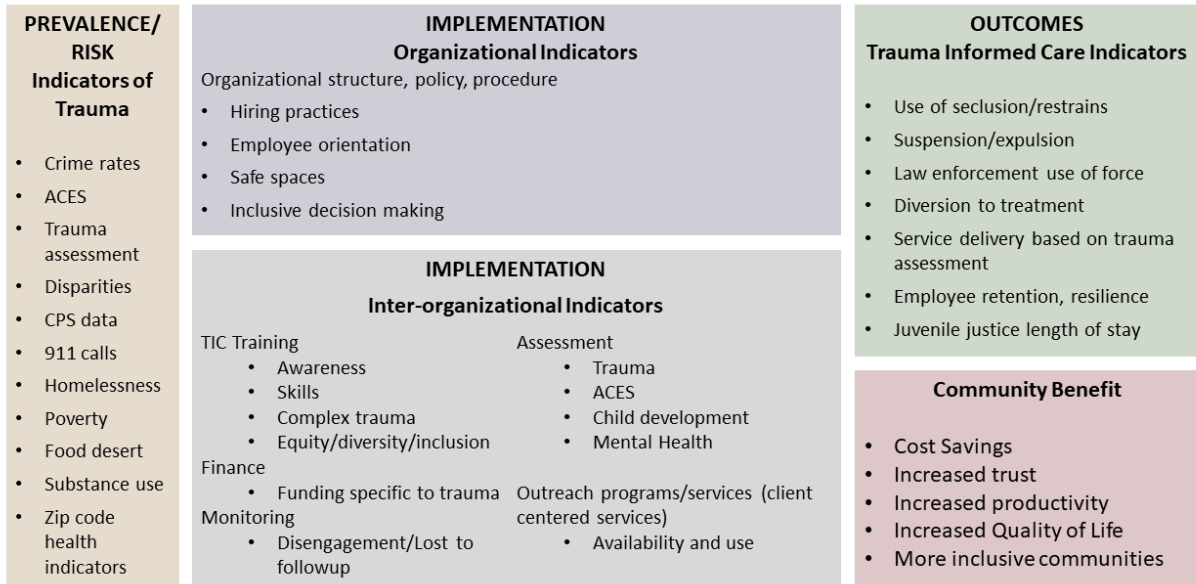 PREVALENCE/
RISK
Indicators of
Trauma
• Crime rates
• ACES
• Trauma
assessment
• Disparities
• CPS data
• 911 calls
• Homelessness
• Poverty
• Food desert
• Substance use
• Zip code
health
indicators
IMPLEMENTATION
Organizational Indicators
Organizational structure, policy, procedure
• Hiring practices
• Employee orientation
• Safe spaces
• Inclusive decision making
IMPLEMENTATION
Inter-organizational Indicators
TIC Training
• Awareness
• Skills
• Complex trauma
• Equity/diversity/inclusion
Finance
• Funding specific to trauma
Monitoring
• Disengagement/Lost to
followup
Assessment
• Trauma
• ACES
• Child development
• Mental Health
Outreach programs/services (client
centered services)
• Availability and use
OUTCOMES
Trauma Informed Care Indicators
• Use of seclusion/restrains
• Suspension/expulsion
• Law enforcement use of force
• Diversion to treatment
• Service delivery based on trauma
assessment
• Employee retention, resilience
• Juvenile justice length of stay
Community Benefit
• Cost Savings
• Increased trust
• Increased productivity
• Increased Quality of Life
• More inclusive communities